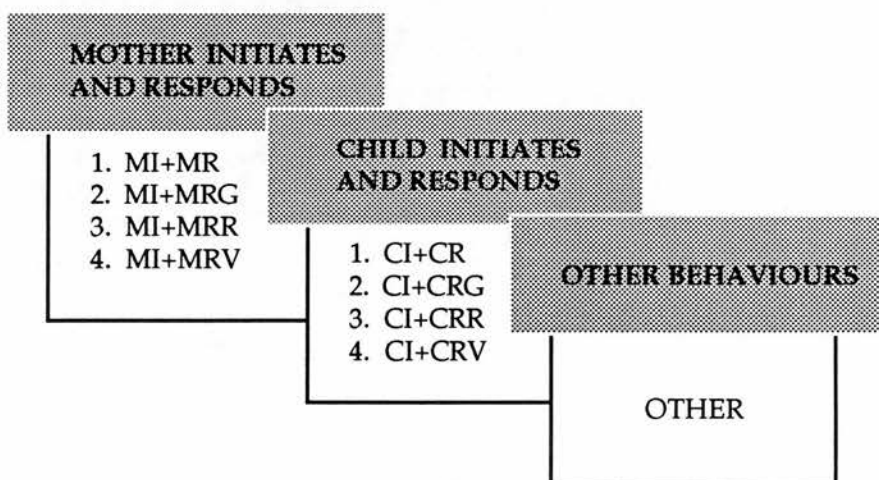 MOTHER INITIATES
AND RESPONDS
1. MI+MR
2. MI+MRG
3. MI+MRR
4. MI+MRV
CHILD INITIATES
AND RESPONDS
1. CI+CR
2. CI+CRG
3. CI+CRR
4. CI+CRV
OTHER BEHAVIOURS
OTHER